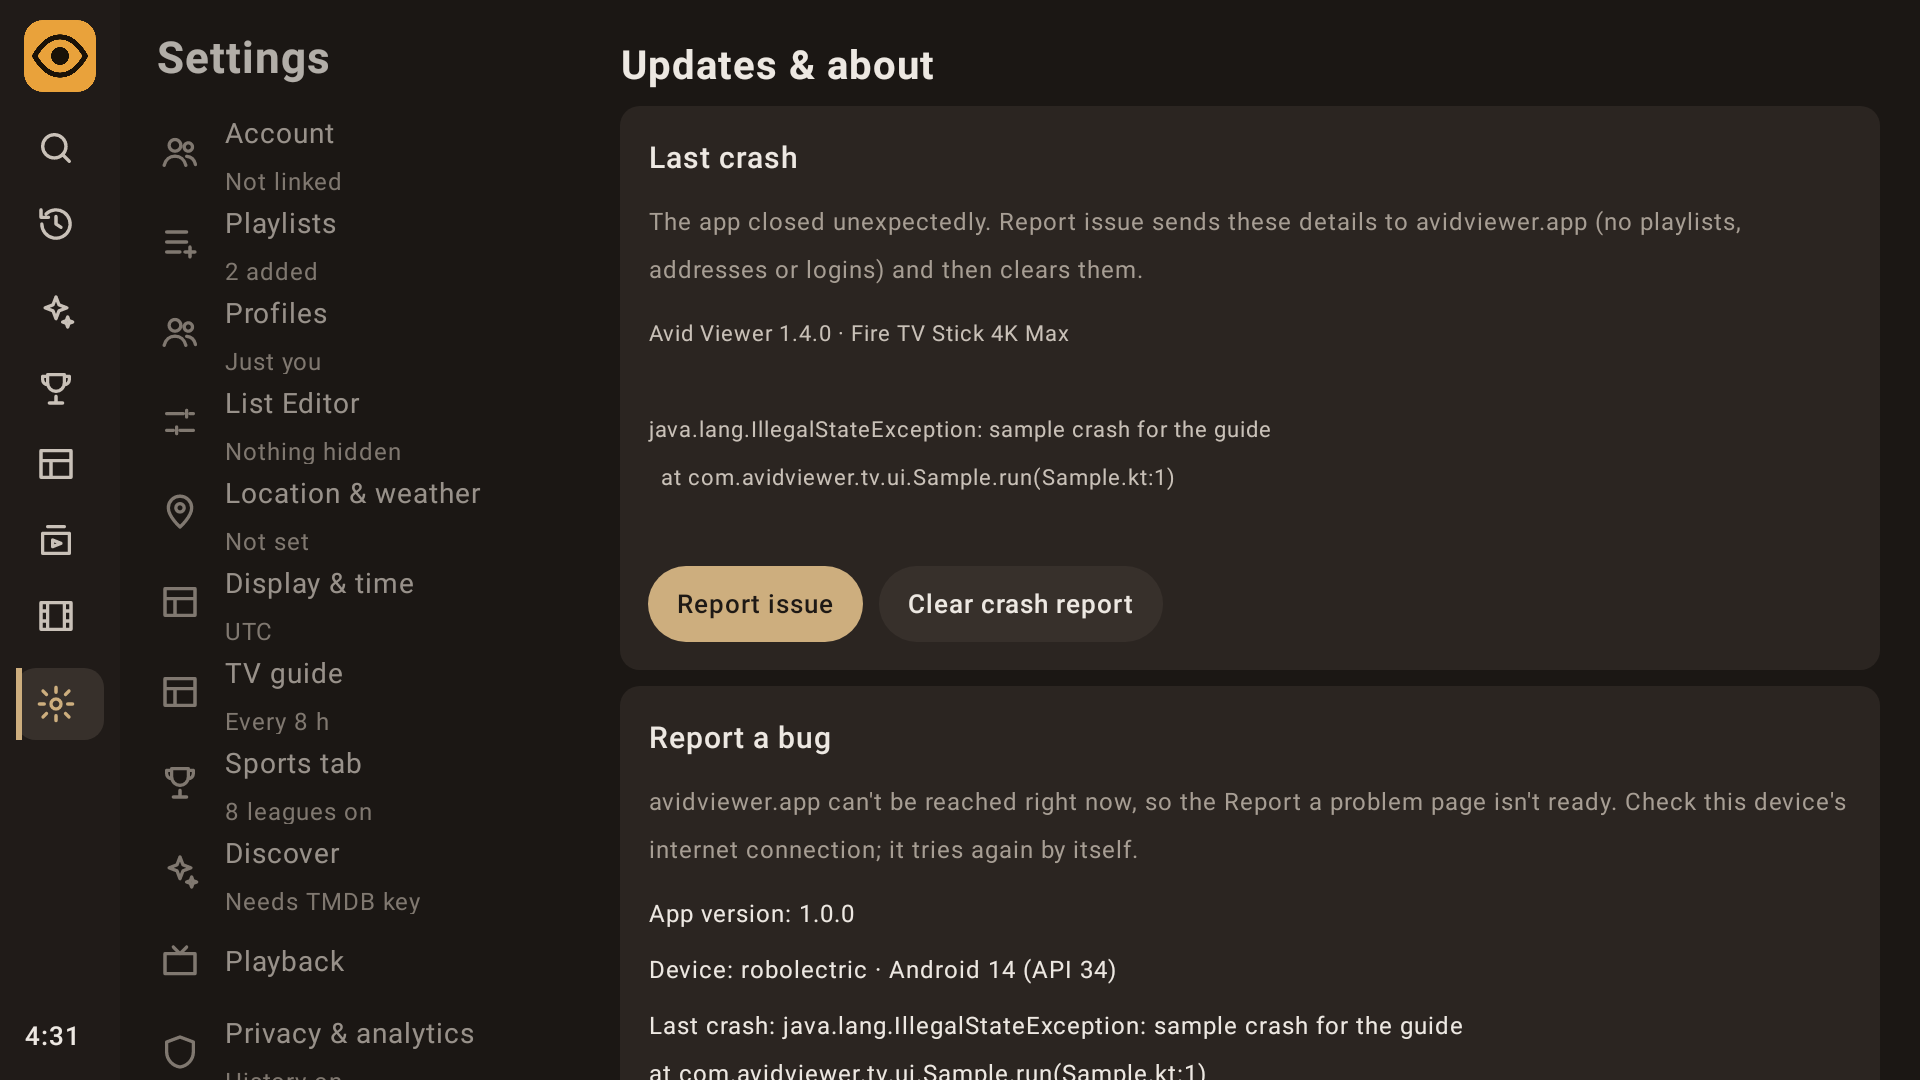 Settings
Account
Not linked
Playlists
2 added
Profiles
Just you
List Editor
Nothing hidden
Location & weather
Not set
Display & time
UTC
TV guide
Every 8 h
Sports tab
8 leagues on
Discover
Needs TMDB key
Playback
Privacy & analytics
History on
4:31
Updates & about
Last crash
The app closed unexpectedly. Report issue sends these details to avidviewer.app (no playlists,
addresses or logins) and then clears them.
Avid Viewer 1.4.0 · Fire TV Stick 4K Max
java.lang.IllegalStateException: sample crash for the guide
at com.avidviewer.tv.ui.Sample.run(Sample.kt:1)
Report issue
Clear crash report
Report a bug
avidviewer.app can't be reached right now, so the Report a problem page isn't ready. Check this device's
internet connection; it tries again by itself.
App version: 1.0.0
Device: robolectric · Android 14 (API 34)
Last crash: java.lang.IllegalStateException: sample crash for the guide
at com.avidviewer.tv.ui.Sample.run(Sample.kt:1)